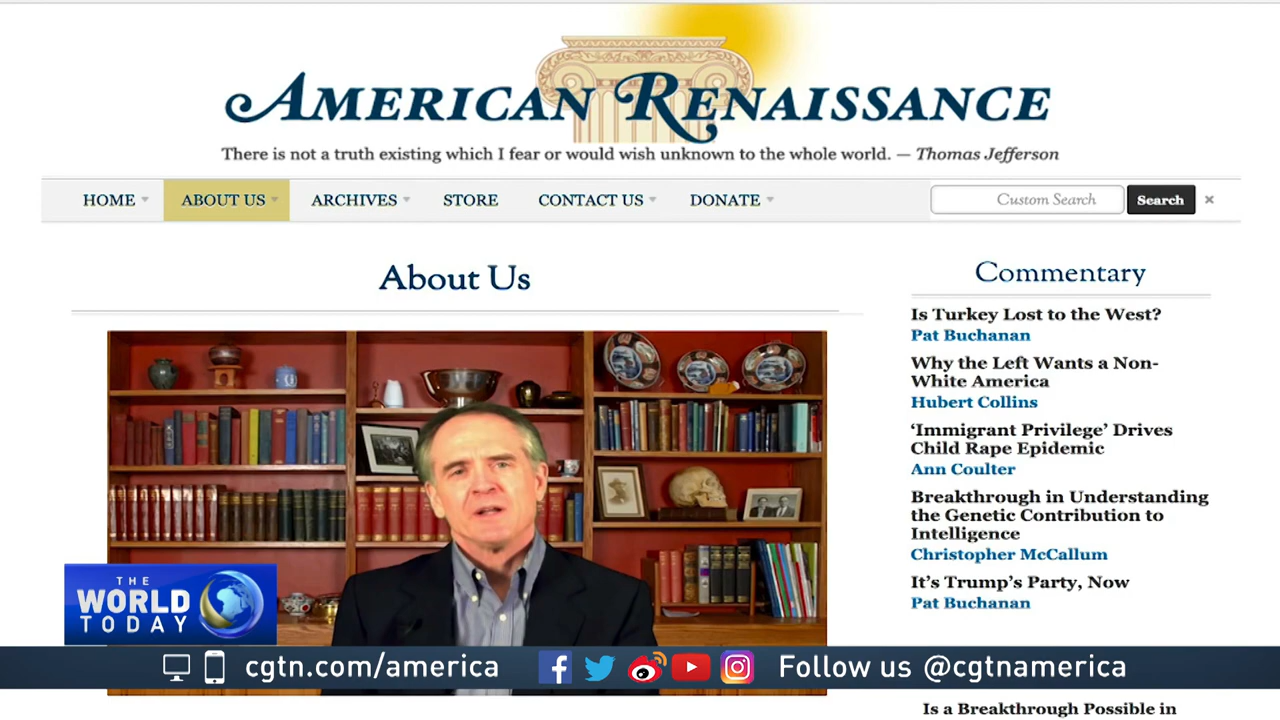 AMERICAN RENAISSANCE
There is not a truth existing which I fear or would wish unknown to the whole world. — Thomas Jefferson
HOME
ABOUT US
ARCHIVES
STORE
CONTACT US
DONATE
Custom Search
Search
×
About Us
Commentary
Is Turkey Lost to the West?
Pat Buchanan
Why the Left Wants a Non-
White America
Hubert Collins
‘Immigrant Privilege’ Drives
Child Rape Epidemic
Ann Coulter
Breakthrough in Understanding
the Genetic Contribution to
Intelligence
Christopher McCallum
It’s Trump’s Party, Now
Pat Buchanan
THE
WORLD
TODAY
cgtn.com/america
Follow us @cgtnamerica
Is a Breakthrough Possible in